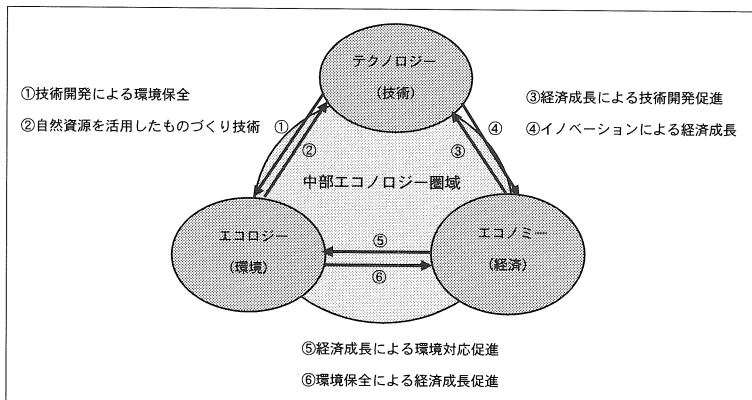 テクノロジー
(技術)
①技術開発による環境保全
②自然資源を活用したものづくり技術
①
②
③経済成長による技術開発促進
④イノベーションによる経済成長
④
③
中部エコノロジー圏域
エコロジー
(環境)
エコノミー
(経済)
⑤
⑥
⑤経済成長による環境対応促進
⑥環境保全による経済成長促進